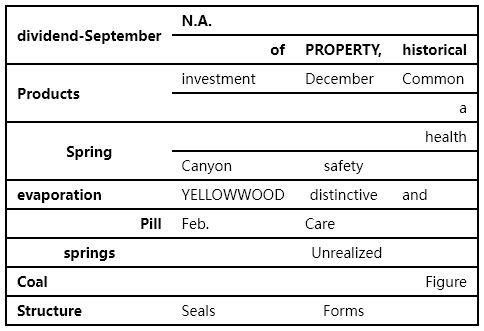 dividend-September N.A.
of PROPERTY, historical
Products investment December Common
a
Spring health
Canyon safety
evaporation YELLOWWOOD distinctive and
Pill Feb. Care
springs Unrealized
Coal Figure
Structure Seals Forms